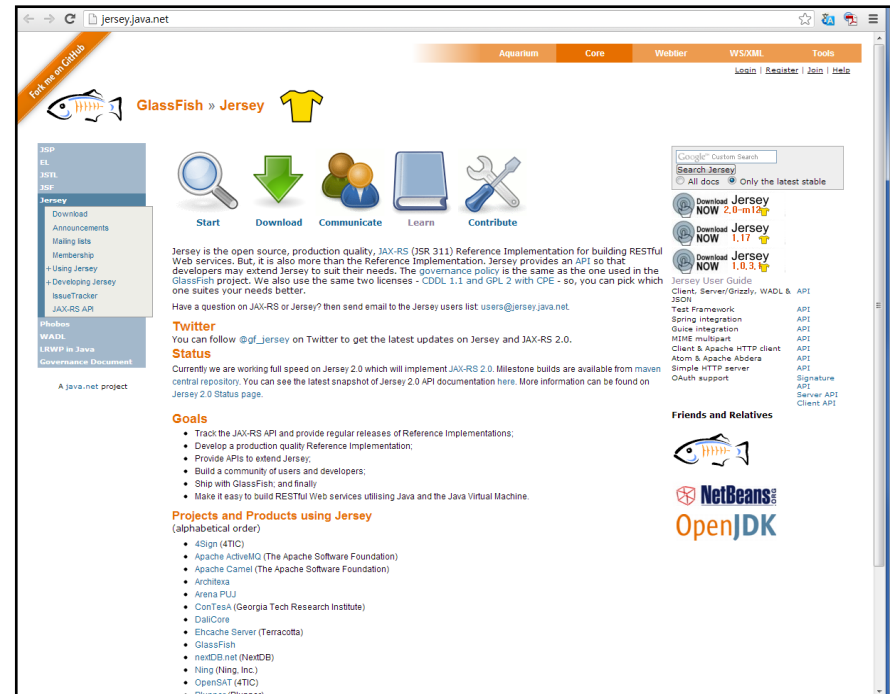 jersey.java.net
Fork me on GitHub
Aquarium Core Webtier WS/XML Tools
Login | Register | Join | Help
GlassFish » Jersey
JSP
EL
JSTL
JSF
Jersey
Download
Announcements
Mailing lists
Membership
+Using Jersey
+Developing Jersey
IssueTracker
JAX-RS API
Phobos
WADL
LRWP in Java
Governance Document
A java.net project
Start Download Communicate Learn Contribute
Jersey is the open source, production quality, JAX-RS (JSR 311) Reference Implementation for building RESTful
Web services. But, it is also more than the Reference Implementation. Jersey provides an API so that
developers may extend Jersey to suit their needs. The governance policy is the same as the one used in the
GlassFish project. We also use the same two licenses - CDDL 1.1 and GPL 2 with CPE - so, you can pick which
one suites your needs better.
Have a question on JAX-RS or Jersey? then send email to the Jersey users list: users@jersey.java.net.
Twitter
You can follow @gf_jersey on Twitter to get the latest updates on Jersey and JAX-RS 2.0.
Status
Currently we are working full speed on Jersey 2.0 which will implement JAX-RS 2.0. Milestone builds are available from maven
central repository. You can see the latest snapshot of Jersey 2.0 API documentation here. More information can be found on
Jersey 2.0 Status page.
Goals
• Track the JAX-RS API and provide regular releases of Reference Implementations;
• Develop a production quality Reference Implementation;
• Provide APIs to extend Jersey;
• Build a community of users and developers;
• Ship with GlassFish; and finally
• Make it easy to build RESTful Web services utilising Java and the Java Virtual Machine.
Projects and Products using Jersey
(alphabetical order)
• 4Sign (4TIC)
• Apache ActiveMQ (The Apache Software Foundation)
• Apache Camel (The Apache Software Foundation)
• Architexa
• Arena PUJ
• ConTesA (Georgia Tech Research Institute)
• DaliCore
• Ehcache Server (Terracotta)
• GlassFish
• nextDB.net (NextDB)
• Ning (Ning, Inc.)
• OpenSAT (4TIC)
Google™ Custom Search
Search Jersey
All docs Only the latest stable
Download Jersey
NOW 2.0-m12
Download Jersey
NOW 1.17
Download Jersey
NOW 1.0.3.1
Jersey User Guide
Client, Server/Grizzly, WADL & API
JSON
Test Framework API
Spring integration API
Guice integration API
MIME multipart API
Client & Apache HTTP client API
Atom & Apache Abdera API
Simple HTTP server API
OAuth support Signature
API
Server API
Client API
Friends and Relatives
NetBeans.ORG
OpenJDK